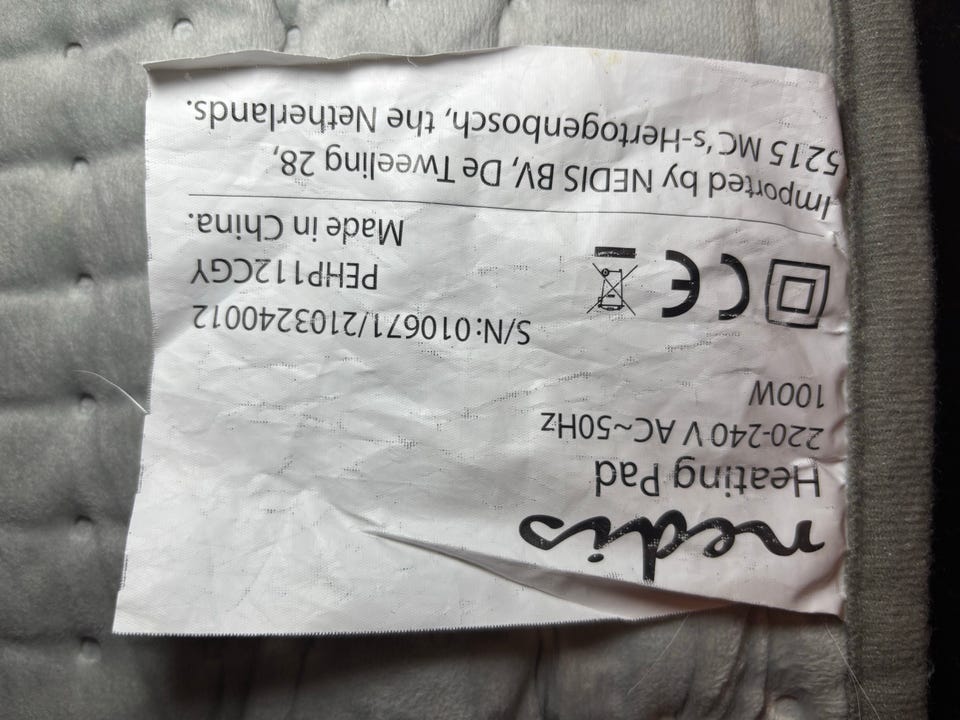 nedis
Heating Pad
220-240 V AC~50Hz
100W
S/N:010671/2103240012
PEHP112CGY
Made in China.
CE
Imported by NEDIS BV, De Tweeling 28,
5215 MC 's-Hertogenbosch, the Netherlands.